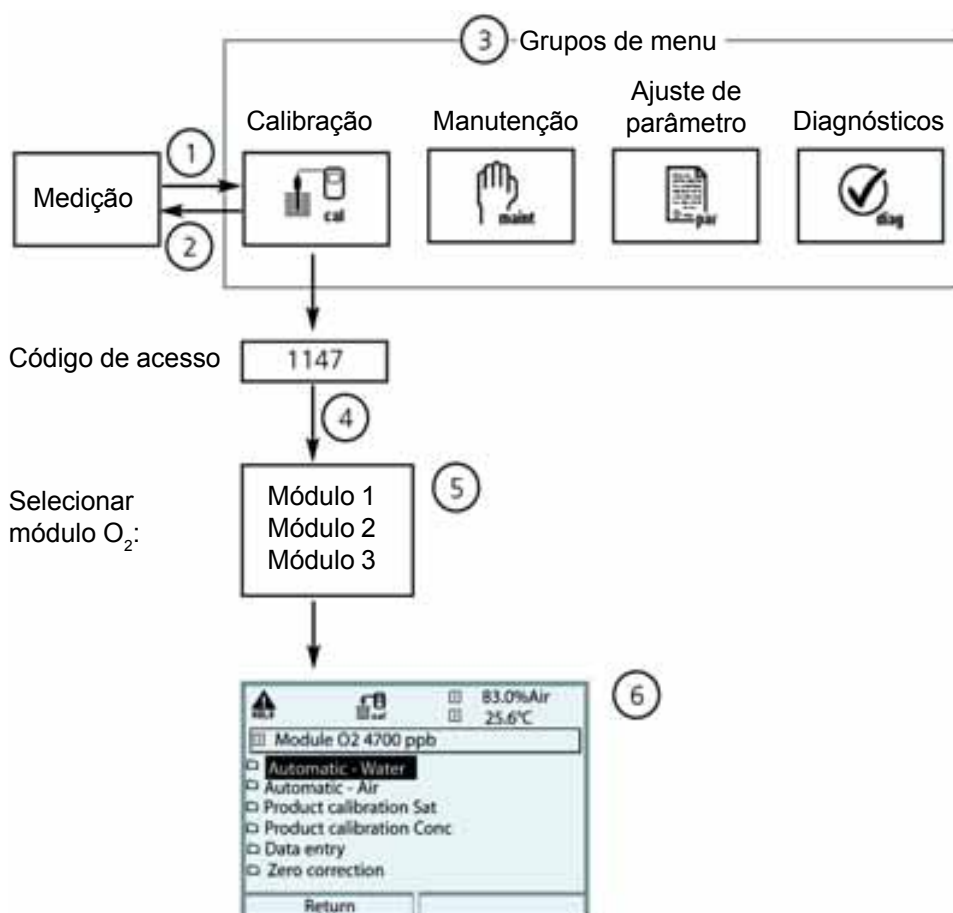 3 Grupos de menu
Calibração Manutenção Ajuste de parâmetro Diagnósticos
1
Medição
cal maint par diag
2
Código de acesso
1147
4
Selecionar
módulo O2:
Módulo 1
Módulo 2
Módulo 3
5
6
83.0%Air
cal
25.6°C
Module O2 4700 ppb
Automatic - Water
Automatic - Air
Product calibration Sat
Product calibration Conc
Data entry
Zero correction
Return